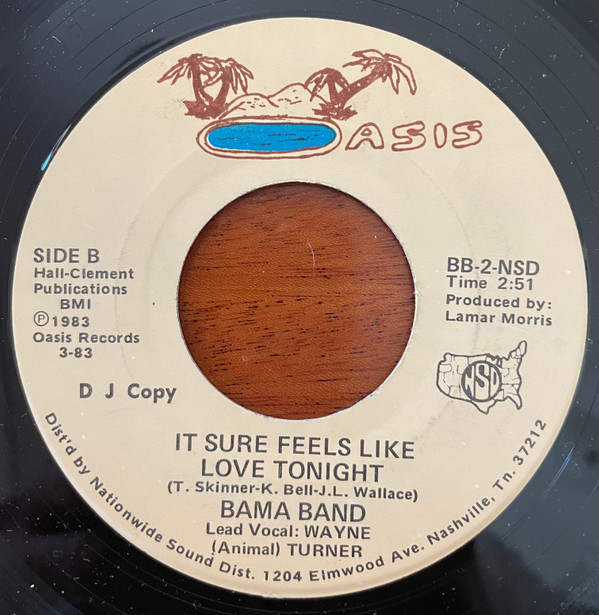 OASIS
SIDE B
Hall-Clement
Publications
BMI
Ⓟ1983
Oasis Records
3-83
D J Copy
BB-2-NSD
Time 2:51
Produced by:
Lamar Morris
NSD
IT SURE FEELS LIKE
LOVE TONIGHT
(T. Skinner-K. Bell-J.L. Wallace)
BAMA BAND
Lead Vocal: WAYNE
(Animal) TURNER
Dist'd by Nationwide Sound Dist. 1204 Elmwood Ave. Nashville, Tn. 37212